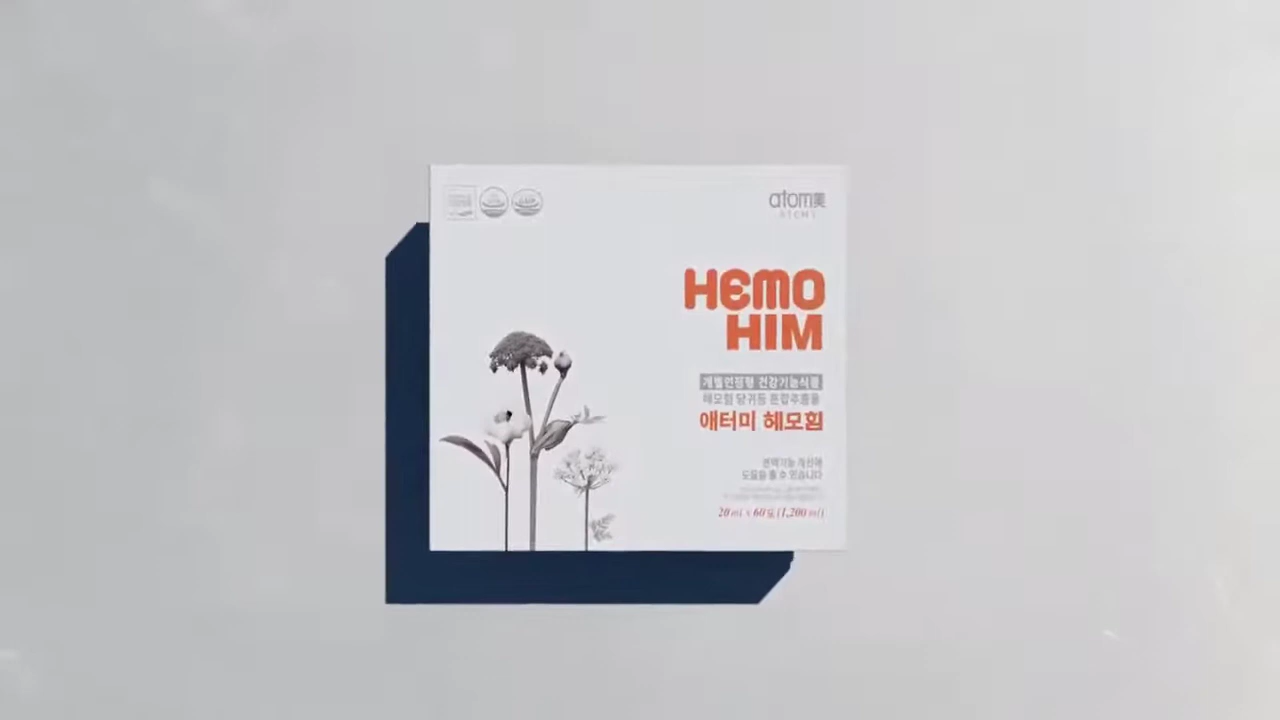 atom美
ATOMY
HEMO
HIM
개별인정형 건강기능식품
헤모힘 당귀등 혼합추출물
애터미 헤모힘
면역기능 개선에
도움을 줄 수 있습니다
20 ml x 60포 (1,200 ml)